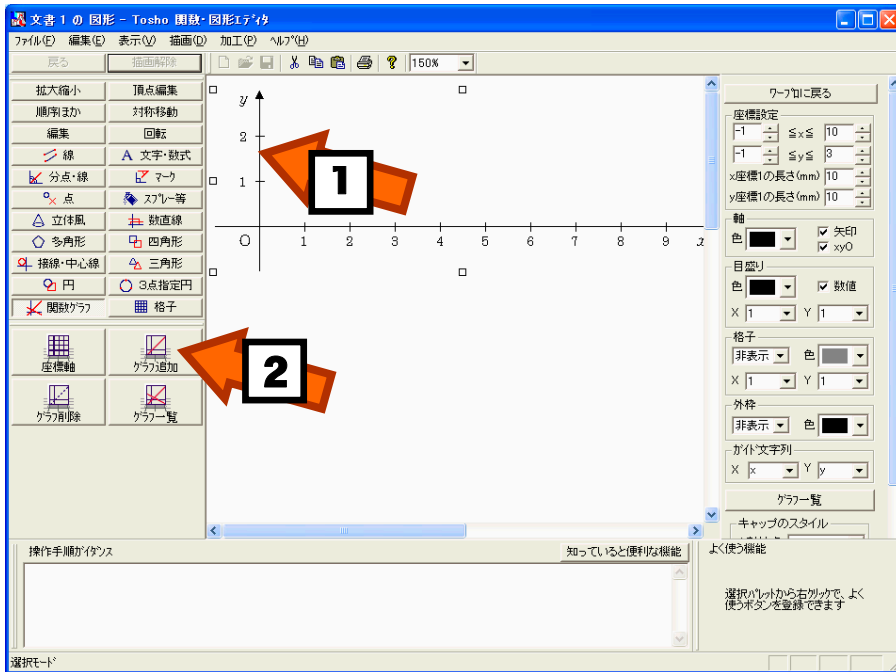 文書1の 図形 - Tosho 関数・図形エディタ
ファイル(F) 編集(E) 表示(V) 描画(D) 加工(P) ヘルプ(H)
戻る 描画解除 150%
拡大縮小 頂点編集
順序ほか 対称移動
編集 回転
線 A 文字・数式
分点・線 マーク
点 スプレー等
立体風 数直線
多角形 四角形
接線・中心線 三角形
円 3点指定円
関数グラフ 格子
座標軸 グラフ追加
グラフ削除 グラフ一覧
y
2
1
O 1 2 3 4 5 6 7 8 9 x
1
2
ワープロに戻る
座標設定
-1 ≦x≦ 10
-1 ≦y≦ 3
x座標1の長さ(mm) 10
y座標1の長さ(mm) 10
軸
色 矢印
xyO
目盛り
色 数値
X 1 Y 1
格子
非表示 色
X 1 Y 1
外枠
非表示 色
ガイド文字列
X x Y y
グラフ一覧
キャップのスタイル
操作手順ガイダンス 知っていると便利な機能
よく使う機能
選択パレットから右クリックで、よく
使うボタンを登録できます
選択モード